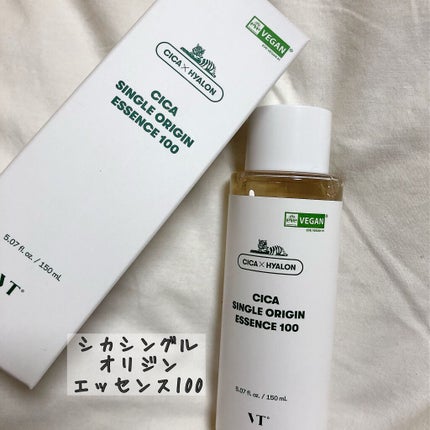 VEGAN
CICA×HYALON
CICA
SINGLE ORIGIN
ESSENCE 100
5.07 fl. oz. / 150 mL
VT
VEGAN
CICA×HYALON
CICA
SINGLE ORIGIN
ESSENCE 100
5.07 fl. oz. / 150 mL
VT
シカシングル
オリジン
エッセンス100